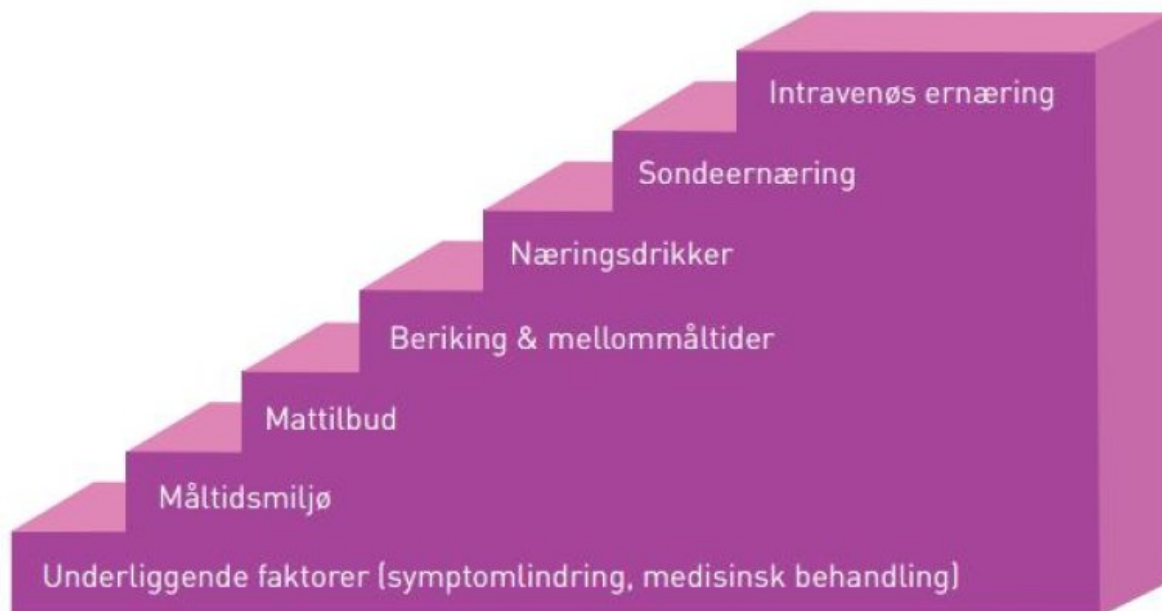 Intravenøs ernæring
Sondeernæring
Næringsdrikker
Beriking & mellommåltider
Mattilbud
Måltidsmiljø
Underliggende faktorer (symptomlindring, medisinsk behandling)